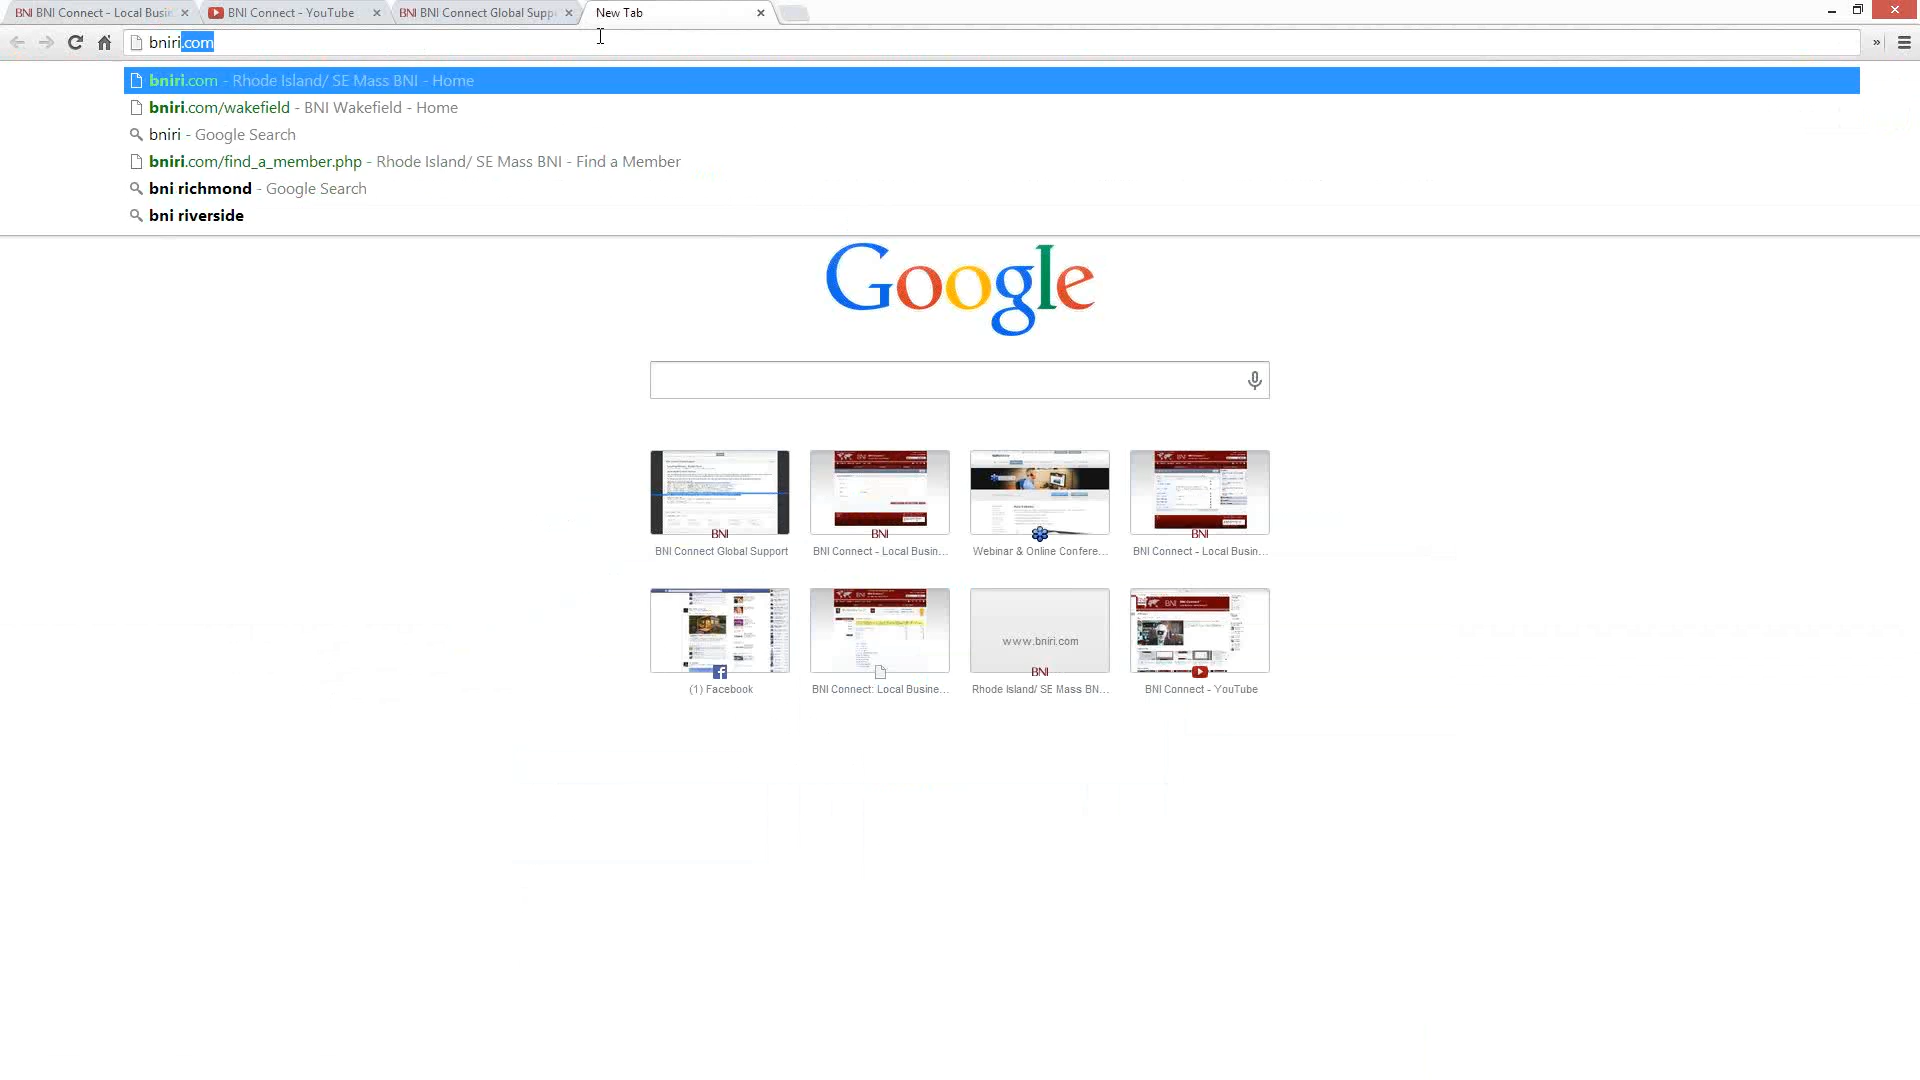 BNI BNI Connect - Local Busin
BNI Connect - YouTube
BNI BNI Connect Global Suppo
New Tab
bniri.com
bniri.com - Rhode Island/ SE Mass BNI - Home
bniri.com/wakefield - BNI Wakefield - Home
bniri - Google Search
bniri.com/find_a_member.php - Rhode Island/ SE Mass BNI - Find a Member
bni richmond - Google Search
bni riverside
Google
BNI BNI BNI
BNI Connect Global Support
BNI Connect - Local Busin...
Webinar & Online Confere...
BNI Connect - Local Busin...
www.bniri.com
BNI
(1) Facebook
BNI Connect: Local Busine...
Rhode Island/ SE Mass BN...
BNI Connect - YouTube